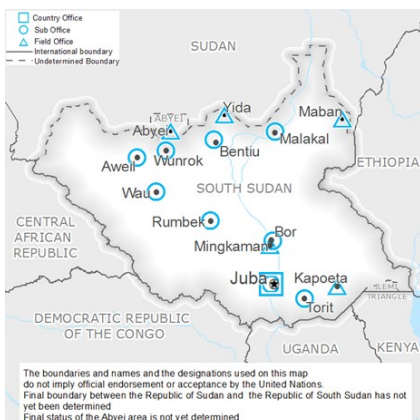 Country Office
Sub Office
Field Office
International boundary
Undetermined Boundary
SUDAN
Yida
Maban
ABYEI
Abyei
Malakal
Bentiu
Wunrok
Aweil
ETHIOPIA
Wau
SOUTH SUDAN
Rumbek
CENTRAL
AFRICAN
REPUBLIC
Bor
Mingkaman
Juba
Kapoeta
ILEMI
TRIANGLE
Torit
DEMOCRATIC REPUBLIC
OF THE CONGO
UGANDA
KENYA
The boundaries and names and the designations used on this map
do not imply official endorsement or acceptance by the United Nations.
Final boundary between the Republic of Sudan and the Republic of South Sudan has not
yet been determined
Final status of the Abyei area is not yet determined